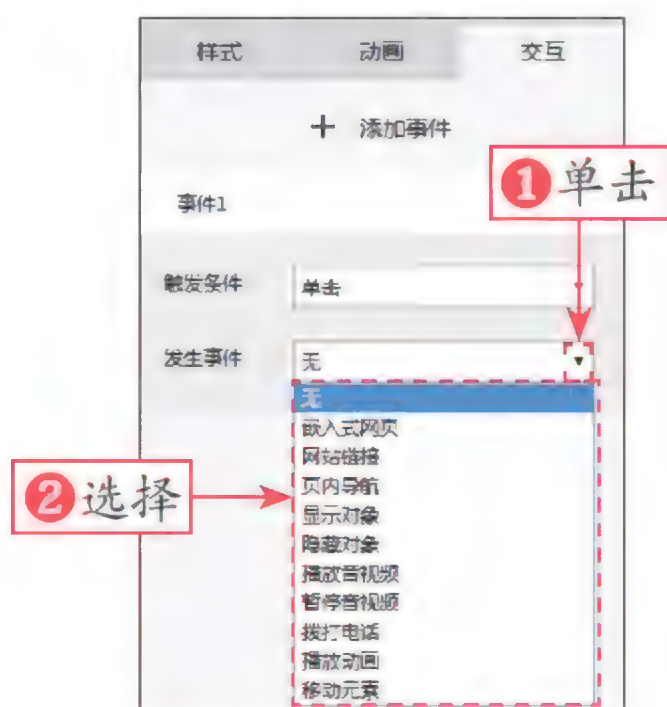 样式 动画 交互
+ 添加事件
❶单击
事件1
触发条件 单击
发生事件 无
无
嵌入式网页
网站链接
页内导航
❷选择
显示对象
隐藏对象
播放音视频
暂停音视频
拨打电话
播放动画
移动元素